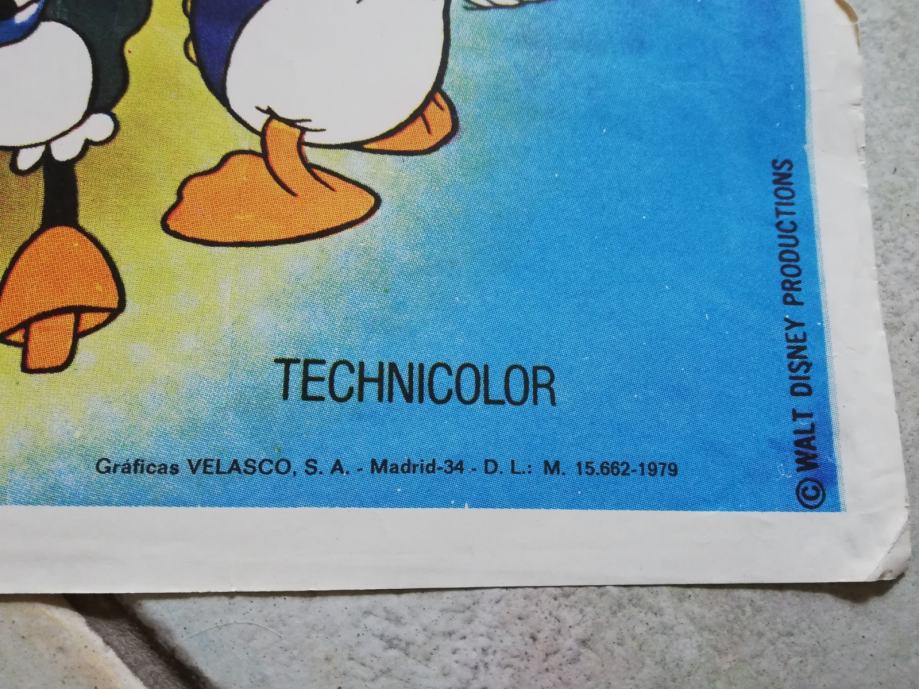 TECHNICOLOR
Gráficas VELASCO, S. A. - Madrid-34 - D. L.: M. 15.662-1979
© WALT DISNEY PRODUCTIONS